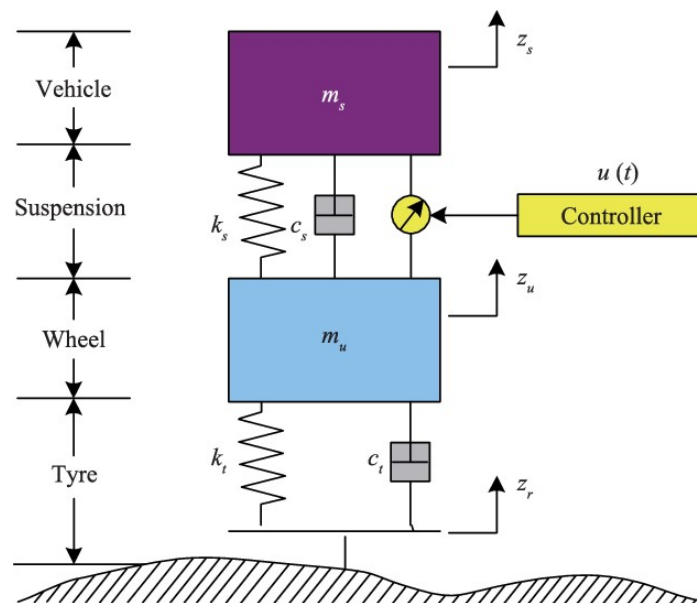 z_s
Vehicle
m_s
u (t)
Suspension
k_s
c_s
Controller
z_u
Wheel
m_u
Tyre
k_t
c_t
z_r